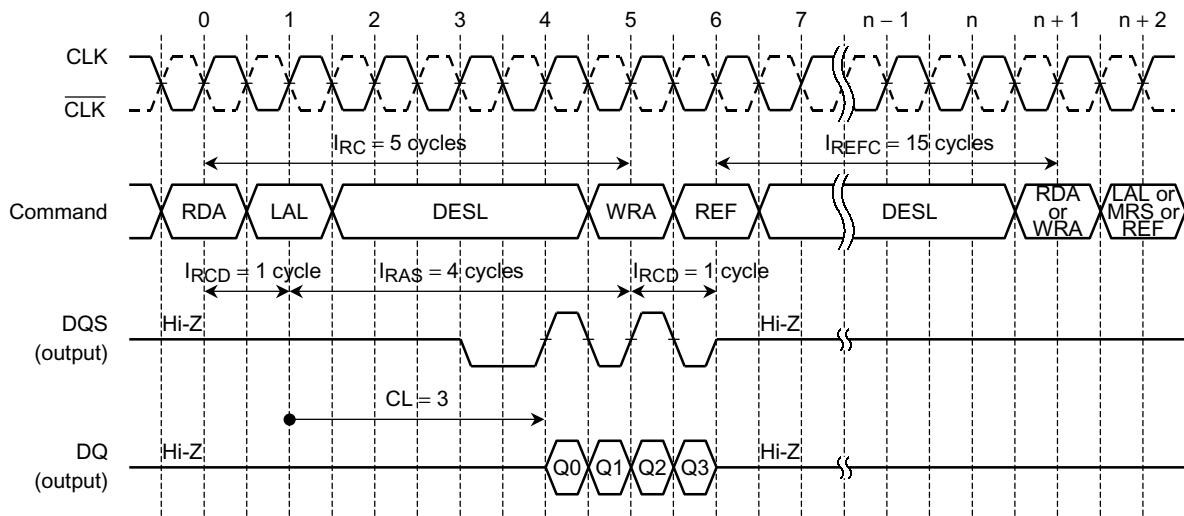 0 1 2 3 4 5 6 7 n − 1 n n + 1 n + 2
CLK
CLK
IRC = 5 cycles
IREFC = 15 cycles
Command
RDA
LAL
DESL
WRA
REF
DESL
RDA
or
WRA
LAL or
MRS or
REF
IRCD = 1 cycle
IRAS = 4 cycles
IRCD = 1 cycle
DQS
(output)
Hi-Z
Hi-Z
CL = 3
DQ
(output)
Hi-Z
Q0 Q1 Q2 Q3
Hi-Z